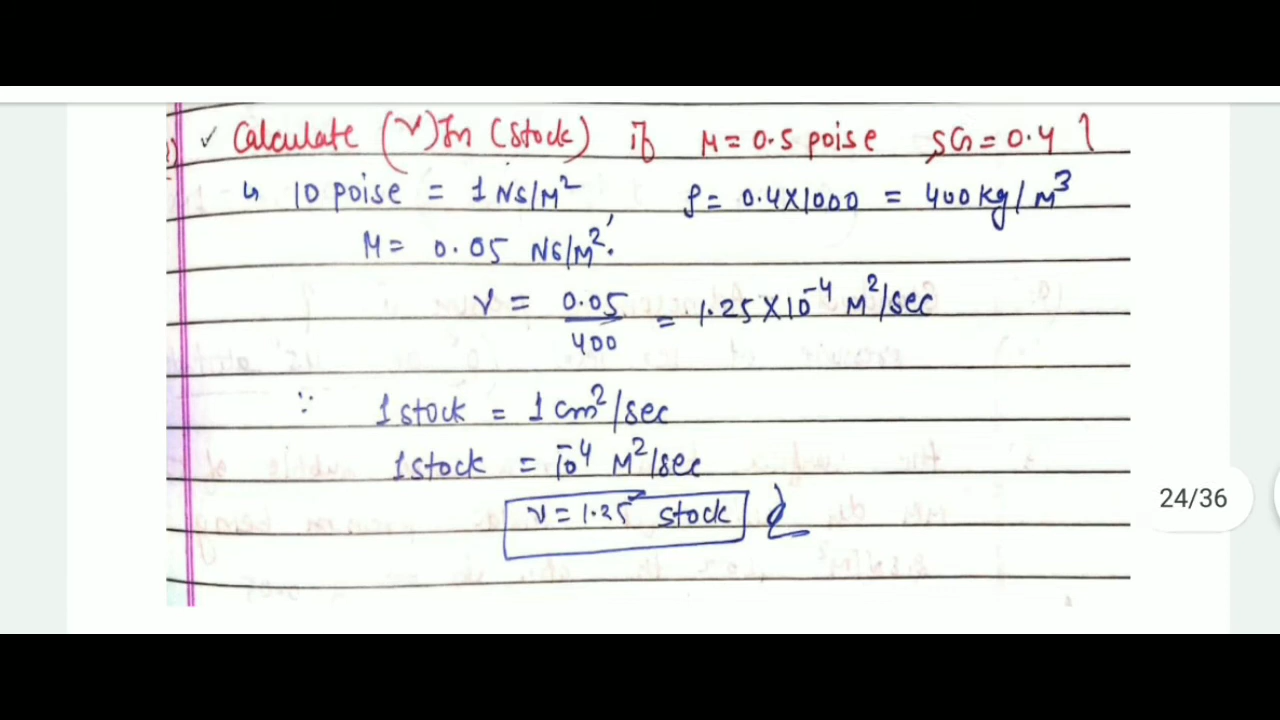 ✓ Calculate (ν) In (stock) if μ = 0.5 poise SG = 0.4 ?
↳ 10 poise = 1 NS/M², ρ = 0.4X1000 = 400 kg/M³
μ = 0.05 NS/M².
ν = 0.05/400 = 1.25 X 10⁻⁴ M²/sec
∵ 1 stock = 1 cm²/sec
1 stock = 10⁻⁴ M²/sec
ν = 1.25 stock
24/36